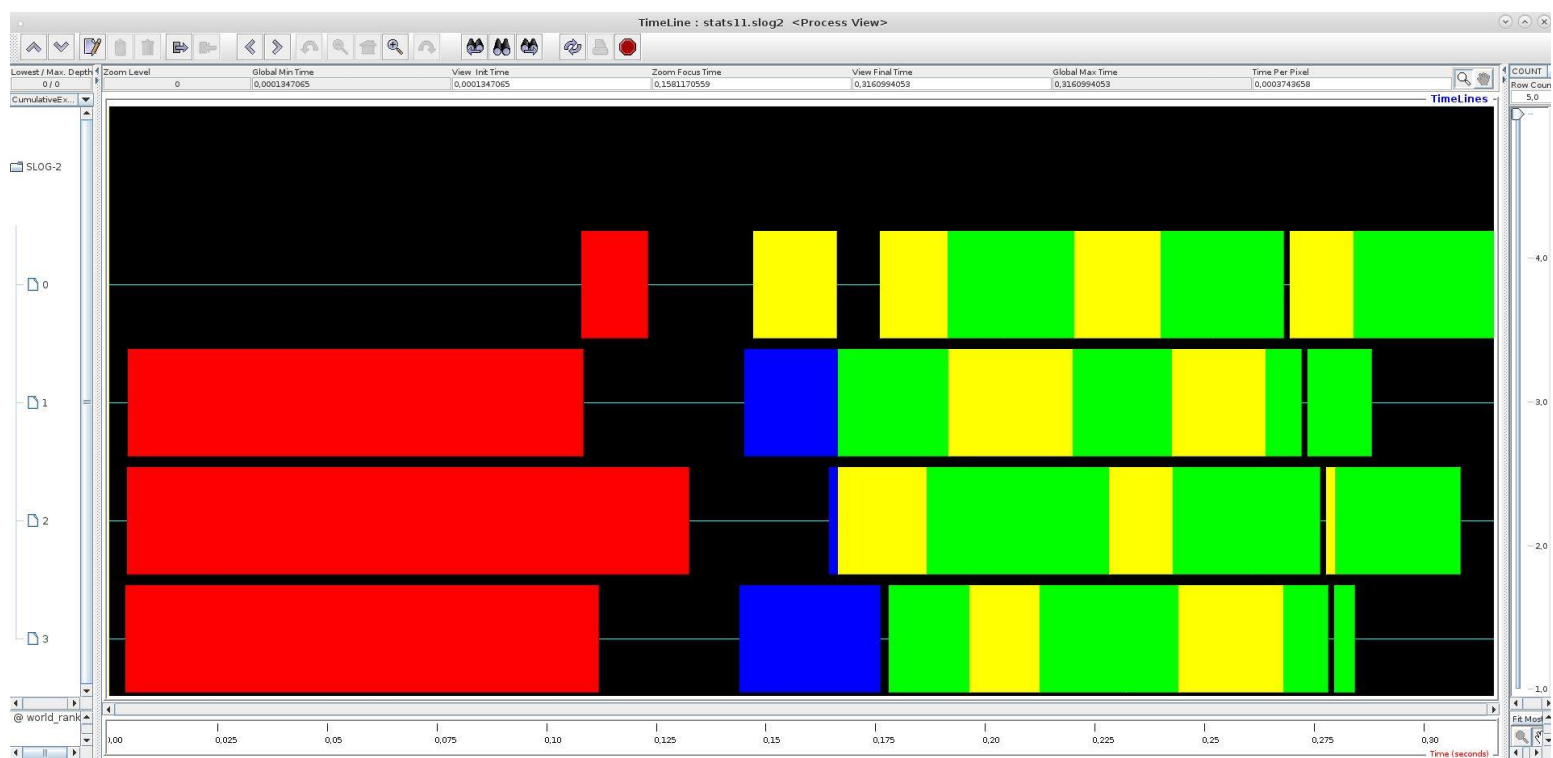 TimeLine : stats11.slog2 <Process View>
Lowest / Max. Depth Zoom Level Global Min Time View Init Time Zoom Focus Time View Final Time Global Max Time Time Per Pixel COUNT
0 / 0 0 0,0001347065 0,0001347065 0,1581170559 0,3160994053 0,3160994053 0,0003743658 Row Coun
CumulativeEx... TimeLines 5,0
SLOG-2
4,0
0
3,0
1
2
2,0
3
1,0
@ world_rank Fit Most
0,00 0,025 0,05 0,075 0,10 0,125 0,15 0,175 0,20 0,225 0,25 0,275 0,30
Time (seconds)